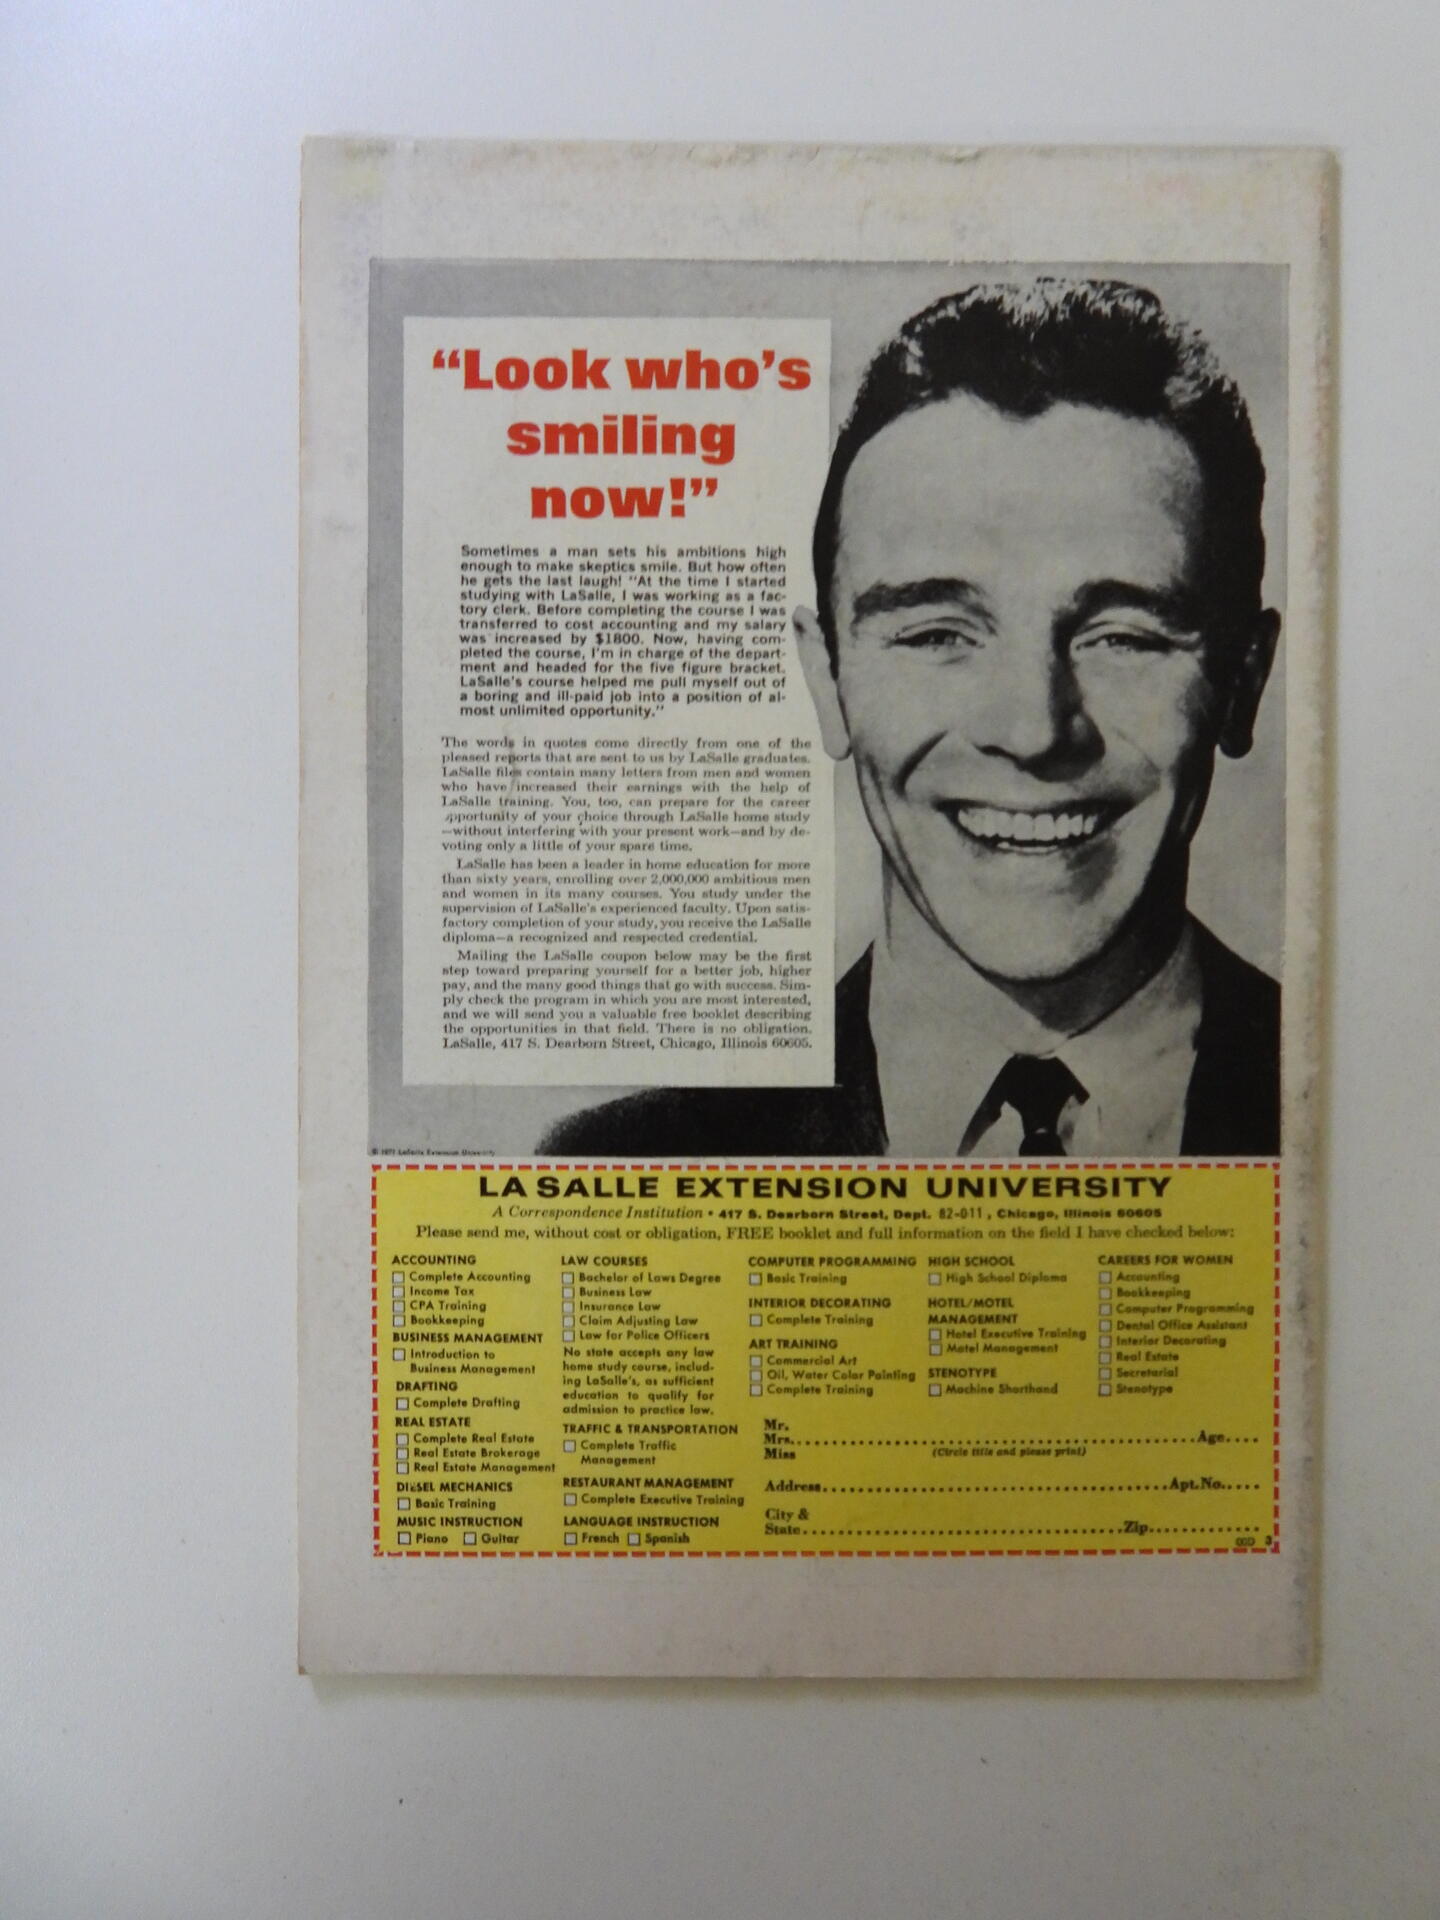 “Look who’s
smiling
now!”
Sometimes a man sets his ambitions high
enough to make skeptics smile. But how often
he gets the last laugh! "At the time I started
studying with LaSalle, I was working as a fac-
tory clerk. Before completing the course I was
transferred to cost accounting and my salary
was increased by $1800. Now, having com-
pleted the course, I'm in charge of the depart-
ment and headed for the five figure bracket.
LaSalle's course helped me pull myself out of
a boring and ill-paid job into a position of al-
most unlimited opportunity."
The words in quotes come directly from one of the
pleased reports that are sent to us by LaSalle graduates.
LaSalle files contain many letters from men and women
who have increased their earnings with the help of
LaSalle training. You, too, can prepare for the career
opportunity of your choice through LaSalle home study
—without interfering with your present work—and by de-
voting only a little of your spare time.
LaSalle has been a leader in home education for more
than sixty years, enrolling over 2,000,000 ambitious men
and women in its many courses. You study under the
supervision of LaSalle's experienced faculty. Upon satis-
factory completion of your study, you receive the LaSalle
diploma—a recognized and respected credential.
Mailing the LaSalle coupon below may be the first
step toward preparing yourself for a better job, higher
pay, and the many good things that go with success. Sim-
ply check the program in which you are most interested,
and we will send you a valuable free booklet describing
the opportunities in that field. There is no obligation.
LaSalle, 417 S. Dearborn Street, Chicago, Illinois 60605.
© LaSalle Extension University
LA SALLE EXTENSION UNIVERSITY
A Correspondence Institution • 417 S. Dearborn Street, Dept. 82-011, Chicago, Illinois 60605
Please send me, without cost or obligation, FREE booklet and full information on the field I have checked below:
ACCOUNTING
Complete Accounting
Income Tax
CPA Training
Bookkeeping
BUSINESS MANAGEMENT
Introduction to
Business Management
DRAFTING
Complete Drafting
REAL ESTATE
Complete Real Estate
Real Estate Brokerage
Real Estate Management
DIESEL MECHANICS
Basic Training
MUSIC INSTRUCTION
Piano Guitar
LAW COURSES
Bachelor of Laws Degree
Business Law
Insurance Law
Claim Adjusting Law
Law for Police Officers
No state accepts any law
home study course, includ-
ing LaSalle's, as sufficient
education to qualify for
admission to practice law.
TRAFFIC & TRANSPORTATION
Complete Traffic
Management
RESTAURANT MANAGEMENT
Complete Executive Training
LANGUAGE INSTRUCTION
French Spanish
COMPUTER PROGRAMMING
Basic Training
INTERIOR DECORATING
Complete Training
ART TRAINING
Commercial Art
Oil, Water Color Painting
Complete Training
HIGH SCHOOL
High School Diploma
HOTEL/MOTEL
MANAGEMENT
Hotel Executive Training
Motel Management
STENOTYPE
Machine Shorthand
CAREERS FOR WOMEN
Accounting
Bookkeeping
Computer Programming
Dental Office Assistant
Interior Decorating
Real Estate
Secretarial
Stenotype
Mr.
Mrs. Age
Miss (Circle title and please print)
Address Apt.No.
City &
State Zip
3